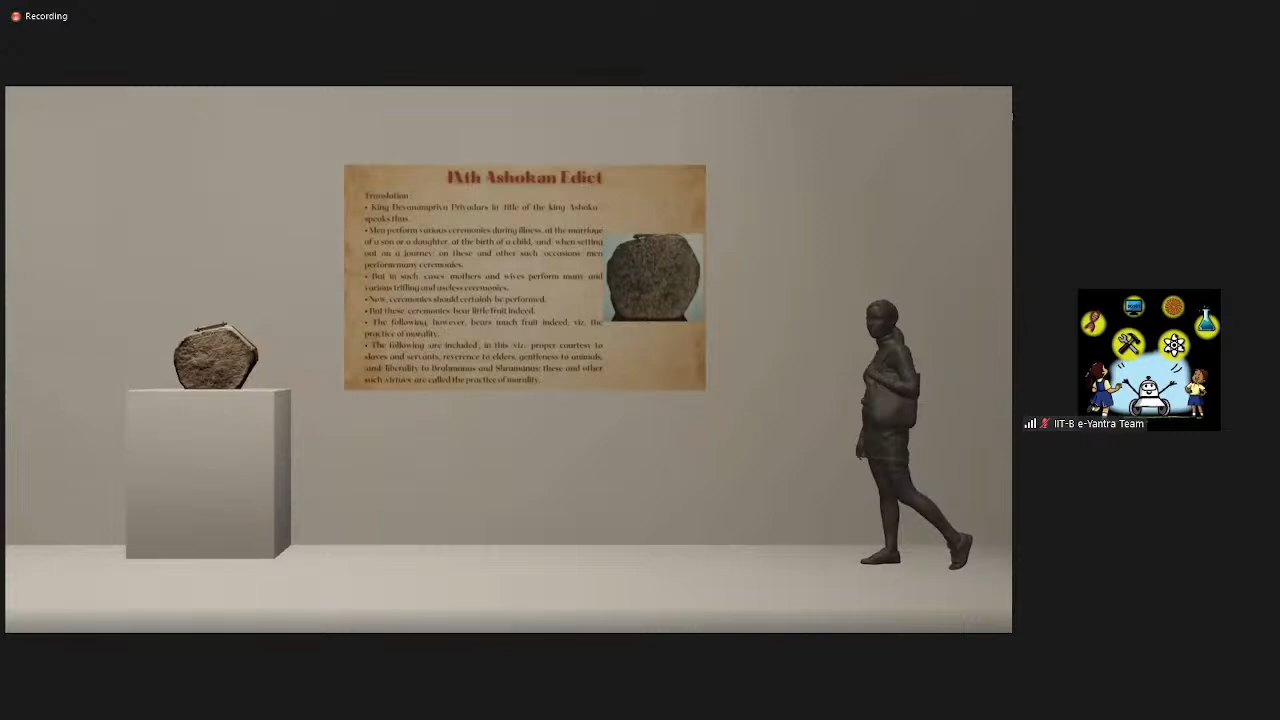 Recording
IXth Ashokan Edict
Translation:
• King Devanampriya Priyadars in title of the king Ashoka
speaks thus.
• Men perform various ceremonies during illness, at the marriage
of a son or a daughter, at the birth of a child, and when setting
out on a journey; on these and other such occasions men
perform many ceremonies.
• But in such cases mothers and wives perform many and
various trifling and useless ceremonies.
• Now, ceremonies should certainly be performed.
• But these ceremonies bear little fruit indeed.
• The following, however, bears much fruit indeed, viz. the
practice of morality.
• The following are included in this viz. proper courtesy to
slaves and servants, reverence to elders, gentleness to animals,
and liberality to Brahmanas and Shramanas; these and other
such virtues are called the practice of morality.
IIT-B e-Yantra Team